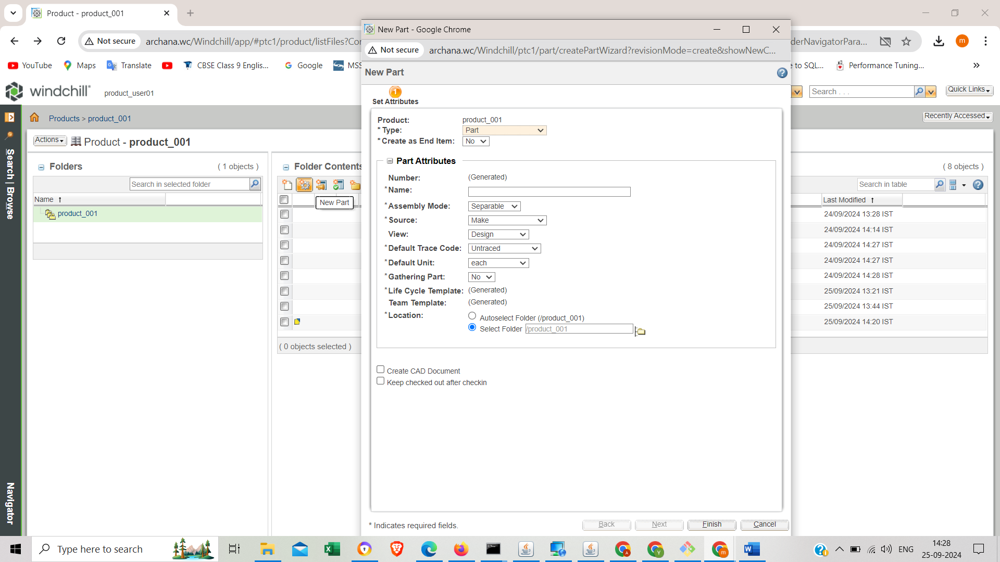 Product - product_001
New Part - Google Chrome
Not secure
archana.wc/Windchill/app/#ptc1/product/listFiles?Cor
Not secure
archana.wc/Windchill/ptc1/part/createPartWizard?revisionMode=create&showNewC...
derNavigatorPara...
m
YouTube
Maps
Translate
CBSE Class 9 Englis...
Google
MSS
e to SQL...
Performance Tuning...
windchill
product_user01
New Part
Search . . .
Quick Links
1
Set Attributes
Products > product_001
Recently Accessed
Actions
Product - product_001
Product: product_001
* Type: Part
* Create as End Item: No
Folders
( 1 objects )
Folder Contents
( 8 objects )
Search in selected folder
Search in table
Name
New Part
Last Modified
product_001
Part Attributes
Number: (Generated)
* Name:
* Assembly Mode: Separable
* Source: Make
View: Design
* Default Trace Code: Untraced
* Default Unit: each
* Gathering Part: No
* Life Cycle Template: (Generated)
Team Template: (Generated)
* Location:
Autoselect Folder (/product_001)
Select Folder /product_001
24/09/2024 13:28 IST
24/09/2024 14:14 IST
24/09/2024 14:27 IST
24/09/2024 14:27 IST
24/09/2024 14:28 IST
25/09/2024 13:21 IST
25/09/2024 13:44 IST
25/09/2024 14:20 IST
( 0 objects selected )
Create CAD Document
Keep checked out after checkin
Search | Browse
Navigator
* Indicates required fields.
Back
Next
Finish
Cancel
Type here to search
ENG
14:28
25-09-2024